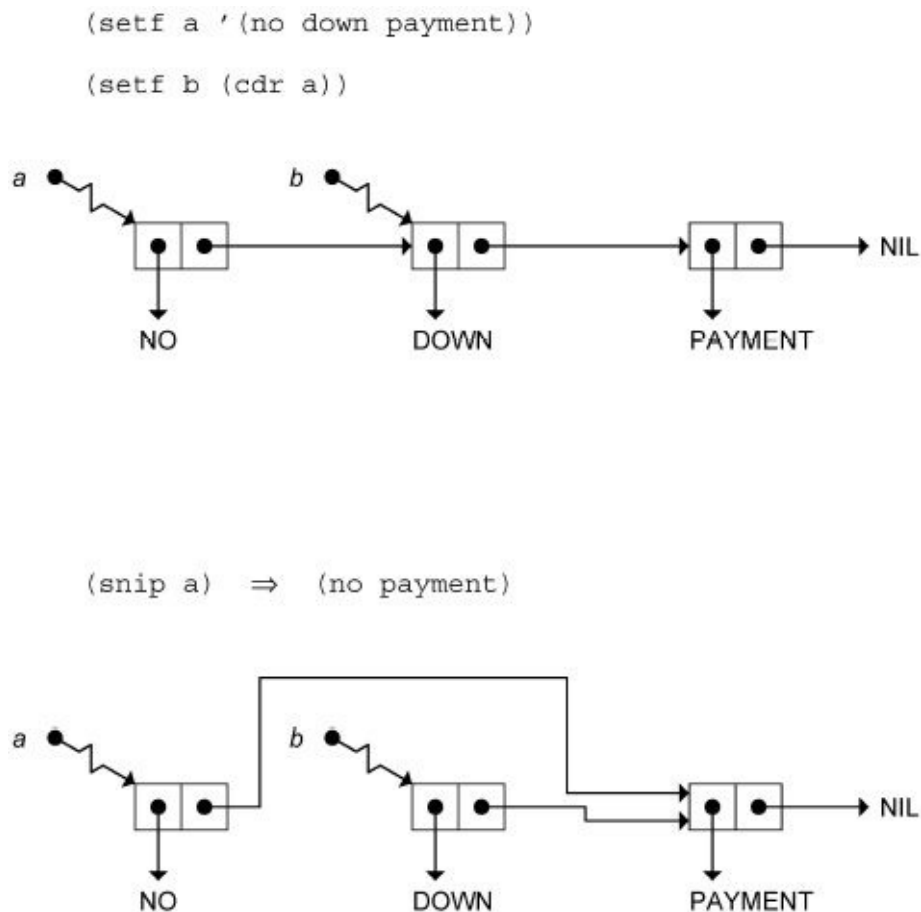 (setf a ’(no down payment))
(setf b (cdr a))
a b
NIL
NO DOWN PAYMENT
(snip a) ⇒ (no payment)
a b
NIL
NO DOWN PAYMENT